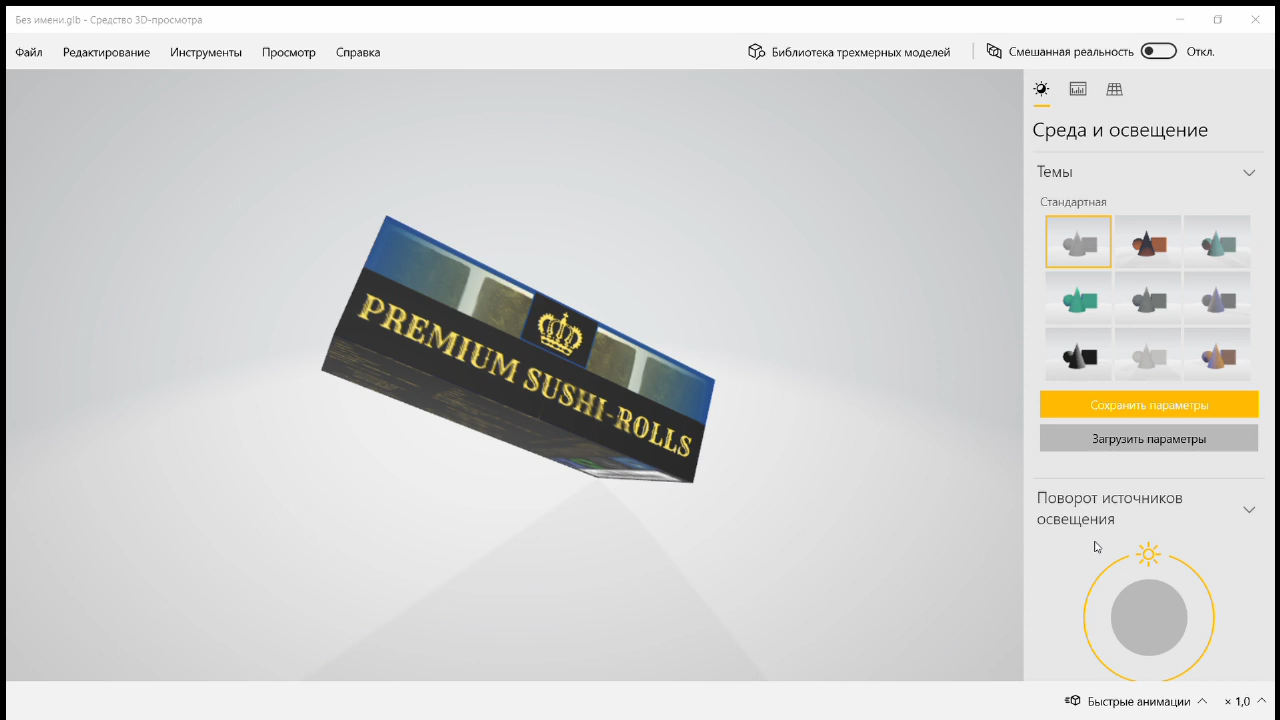 Без имени.glb - Средство 3D-просмотра
Файл
Редактирование
Инструменты
Просмотр
Справка
Библиотека трехмерных моделей
Смешанная реальность
Откл.
Среда и освещение
Темы
Стандартная
PREMIUM SUSHI-ROLLS
Сохранить параметры
Загрузить параметры
Поворот источников
освещения
Быстрые анимации
× 1,0